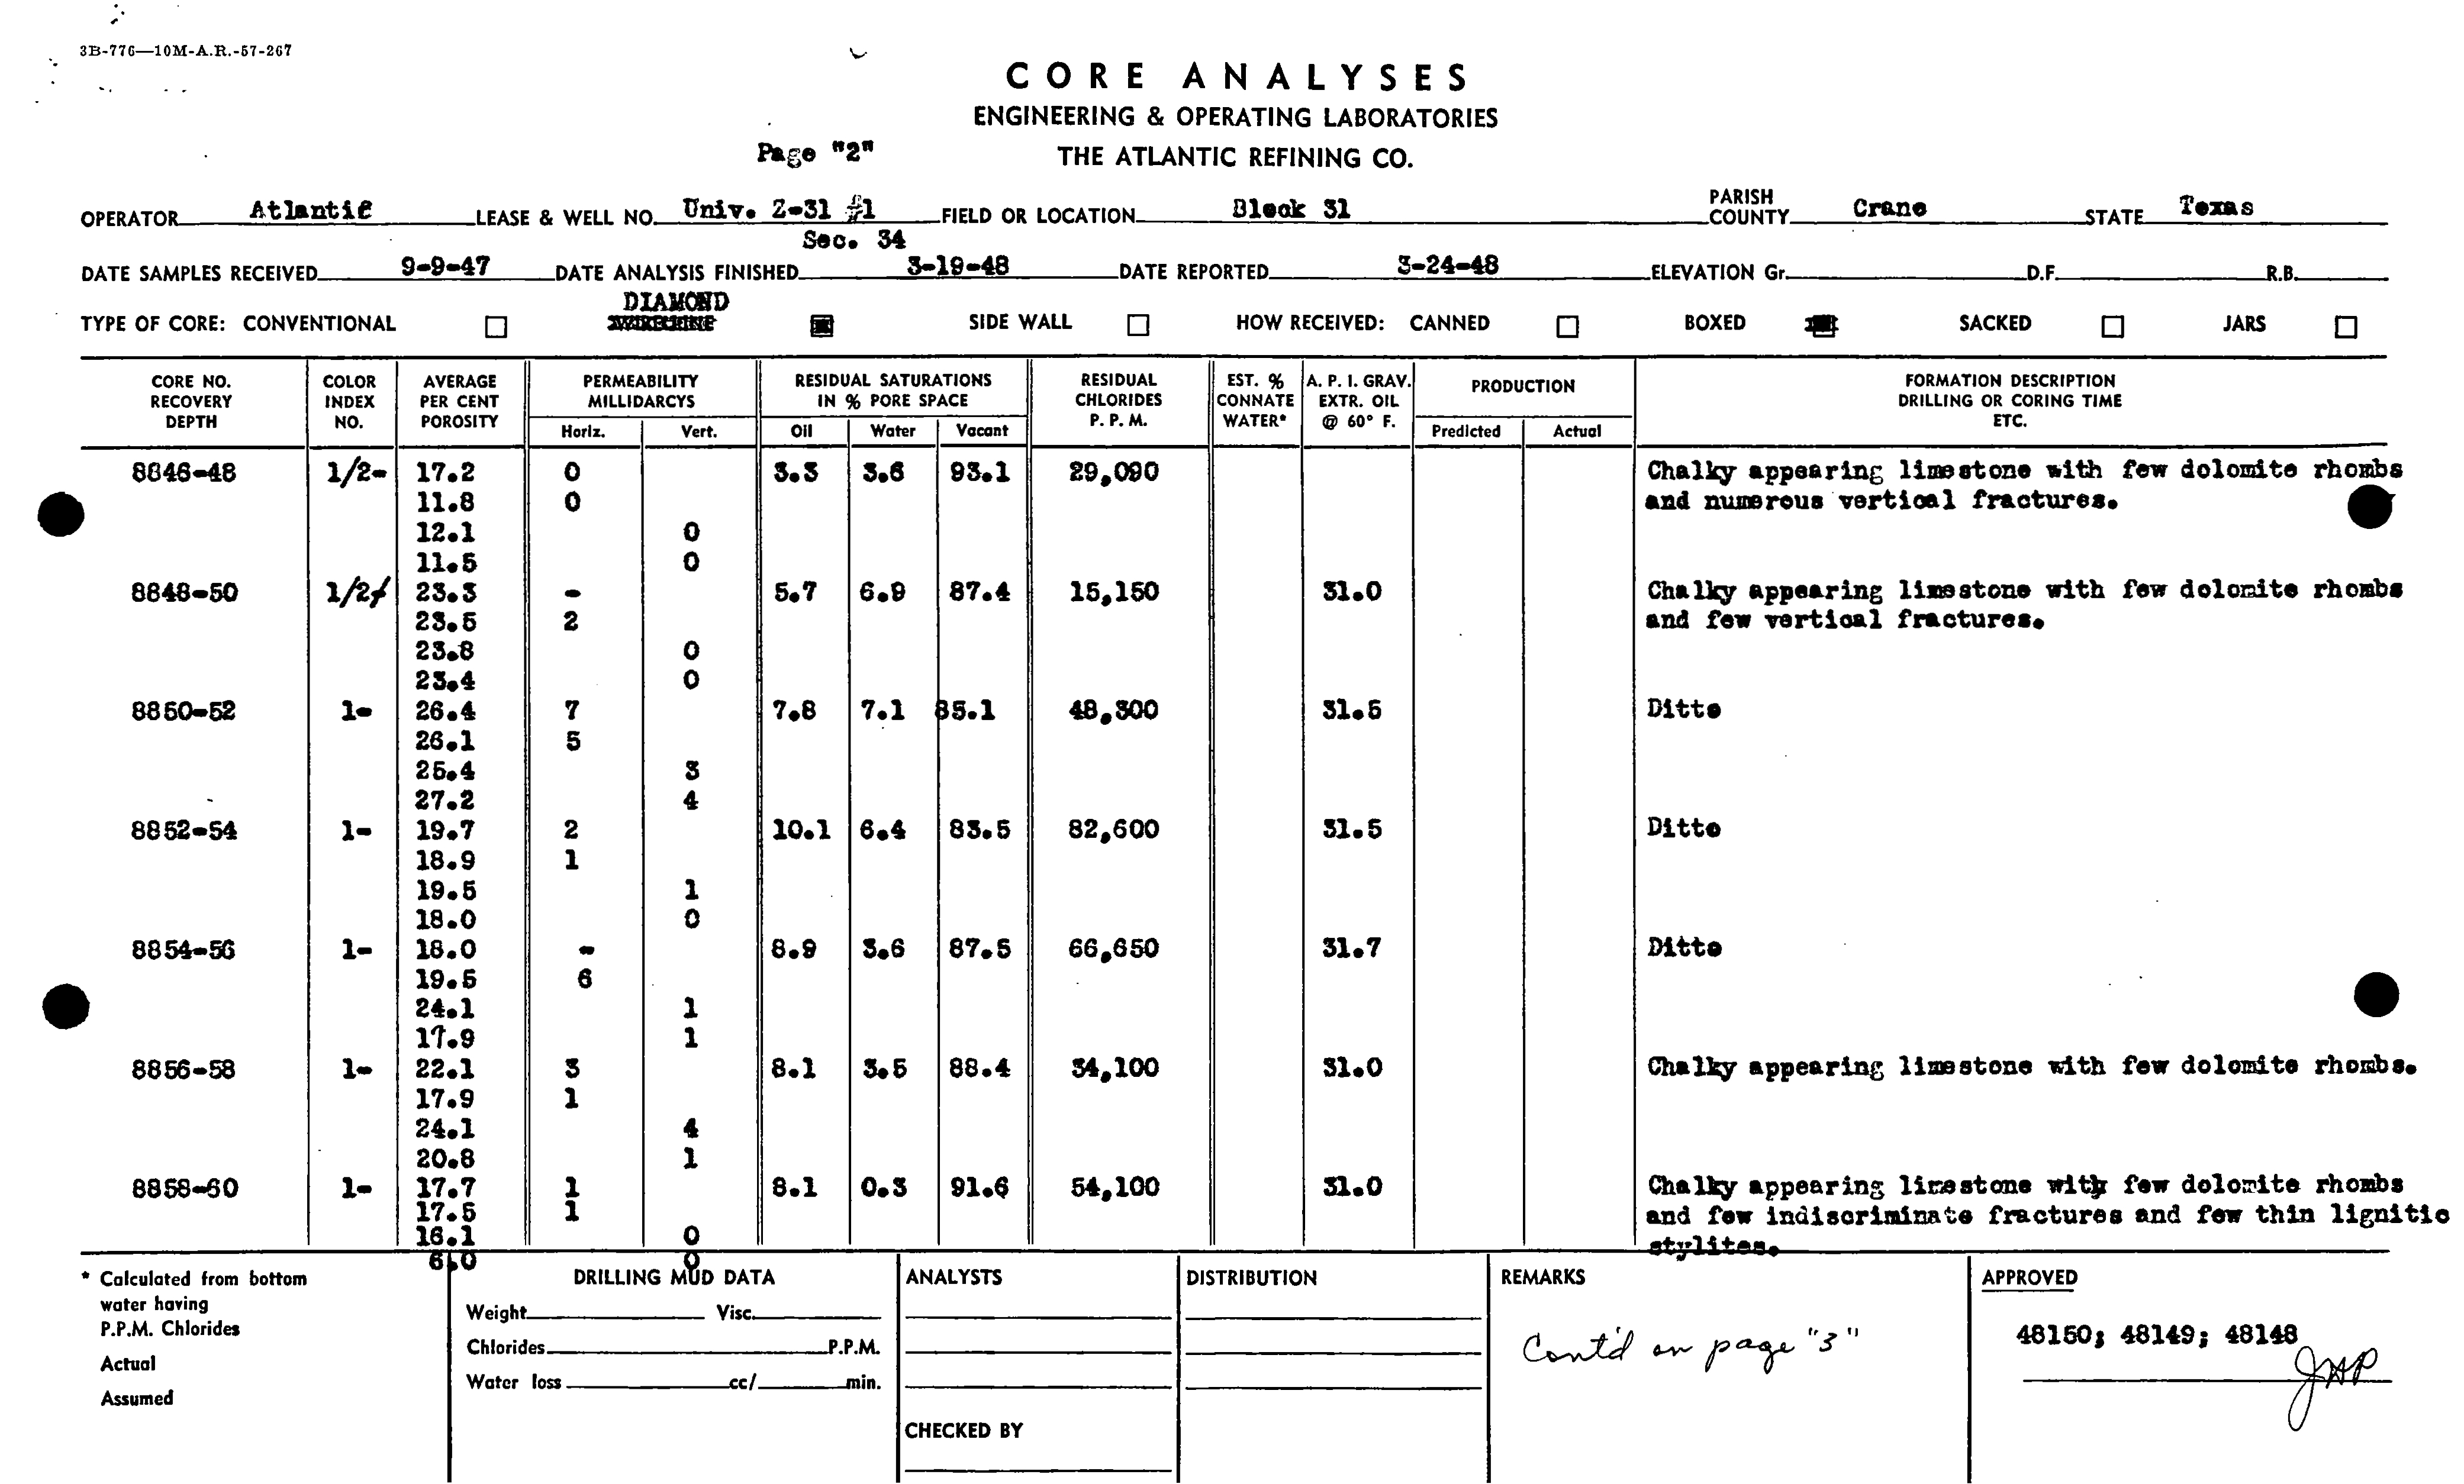 3B-776—10M-A.R.-57-267
CORE ANALYSES
ENGINEERING & OPERATING LABORATORIES
Page "2" THE ATLANTIC REFINING CO.
OPERATOR Atlantic LEASE & WELL NO. Univ. Z-31 #1 FIELD OR LOCATION Block 31 PARISH COUNTY Crane STATE Texas
Sec. 34
DATE SAMPLES RECEIVED 9-9-47 DATE ANALYSIS FINISHED 3-19-48 DATE REPORTED 3-24-48 ELEVATION Gr. D.F. R.B.
DIAMOND
TYPE OF CORE: CONVENTIONAL SIDE WALL HOW RECEIVED: CANNED BOXED SACKED JARS
CORE NO. RECOVERY DEPTH COLOR INDEX NO. AVERAGE PER CENT POROSITY PERMEABILITY MILLIDARCYS RESIDUAL SATURATIONS IN % PORE SPACE RESIDUAL CHLORIDES P. P. M. EST. % CONNATE WATER* A. P. I. GRAV. EXTR. OIL @ 60° F. PRODUCTION FORMATION DESCRIPTION DRILLING OR CORING TIME ETC.
Horiz. Vert. Oil Water Vacant Predicted Actual
8846-48 1/2- 17.2 0 3.3 3.6 93.1 29,090 Chalky appearing limestone with few dolomite rhombs
11.8 0 and numerous vertical fractures.
12.1 0
11.5 0
8848-50 1/2+ 23.3 - 5.7 6.9 87.4 15,150 31.0 Chalky appearing limestone with few dolomite rhombs
23.5 2 and few vertical fractures.
23.8 0
23.4 0
8850-52 1- 26.4 7 7.8 7.1 85.1 48,300 31.5 Ditto
26.1 5
25.4 3
27.2 4
8852-54 1- 19.7 2 10.1 6.4 83.5 82,600 31.5 Ditto
18.9 1
19.5 1
18.0 0
8854-56 1- 18.0 - 8.9 3.6 87.5 66,650 31.7 Ditto
19.5 6
24.1 1
17.9 1
8856-58 1- 22.1 3 8.1 3.5 88.4 34,100 31.0 Chalky appearing limestone with few dolomite rhombs.
17.9 1
24.1 4
20.8 1
8858-60 1- 17.7 1 8.1 0.3 91.6 54,100 31.0 Chalky appearing limestone with few dolomite rhombs
17.5 1 and few indiscriminate fractures and few thin lignitic
16.1 0 stylites.
6.0 0
* Calculated from bottom water having P.P.M. Chlorides
Actual
Assumed
DRILLING MUD DATA
Weight Visc.
Chlorides P.P.M.
Water loss cc/ min.
ANALYSTS
CHECKED BY
DISTRIBUTION
REMARKS
Cont'd on page "3"
APPROVED
48150; 48149; 48148